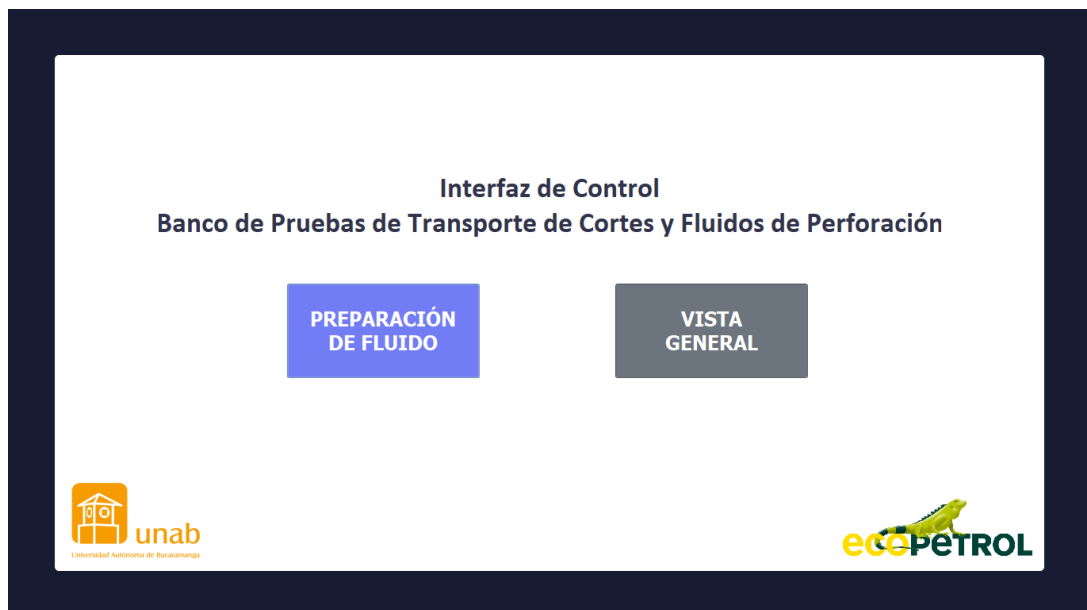 Interfaz de Control
Banco de Pruebas de Transporte de Cortes y Fluidos de Perforación
PREPARACIÓN
DE FLUIDO
VISTA
GENERAL
unab
Universidad Autónoma de Bucaramanga
ecoPETROL